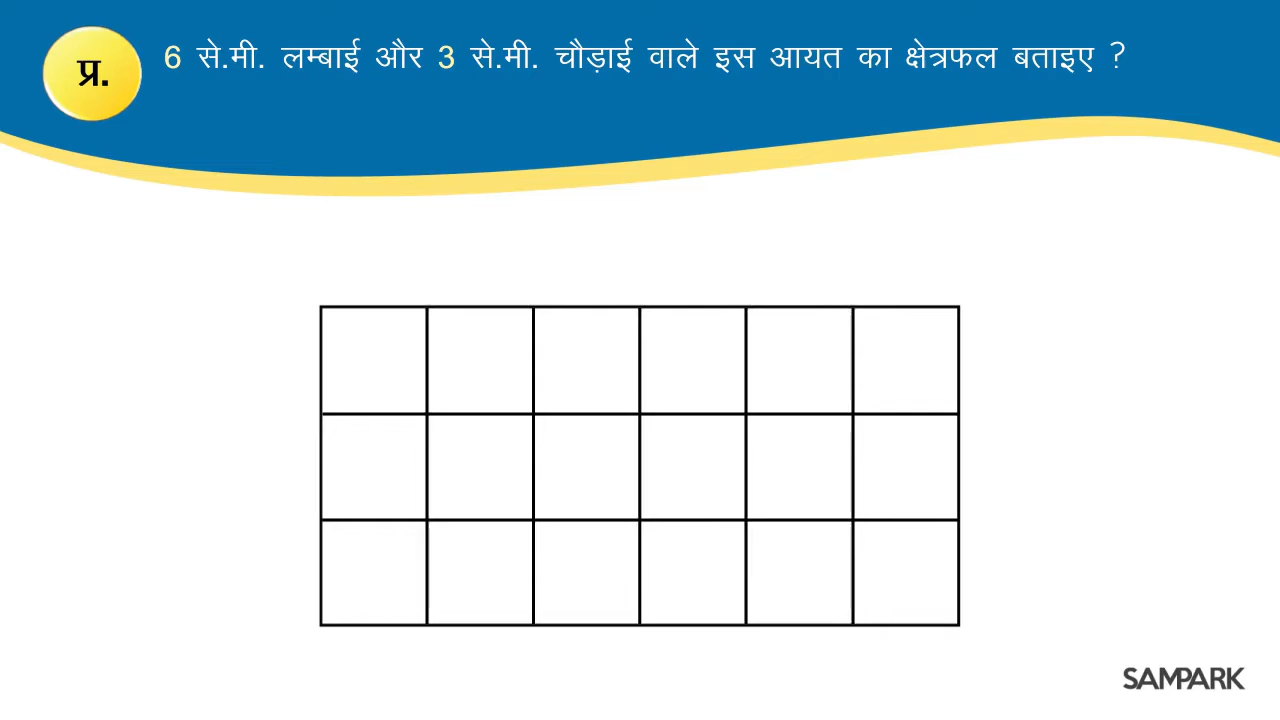 प्र.
6 से.मी. लम्बाई और 3 से.मी. चौड़ाई वाले इस आयत का क्षेत्रफल बताइए ?
SAMPARK